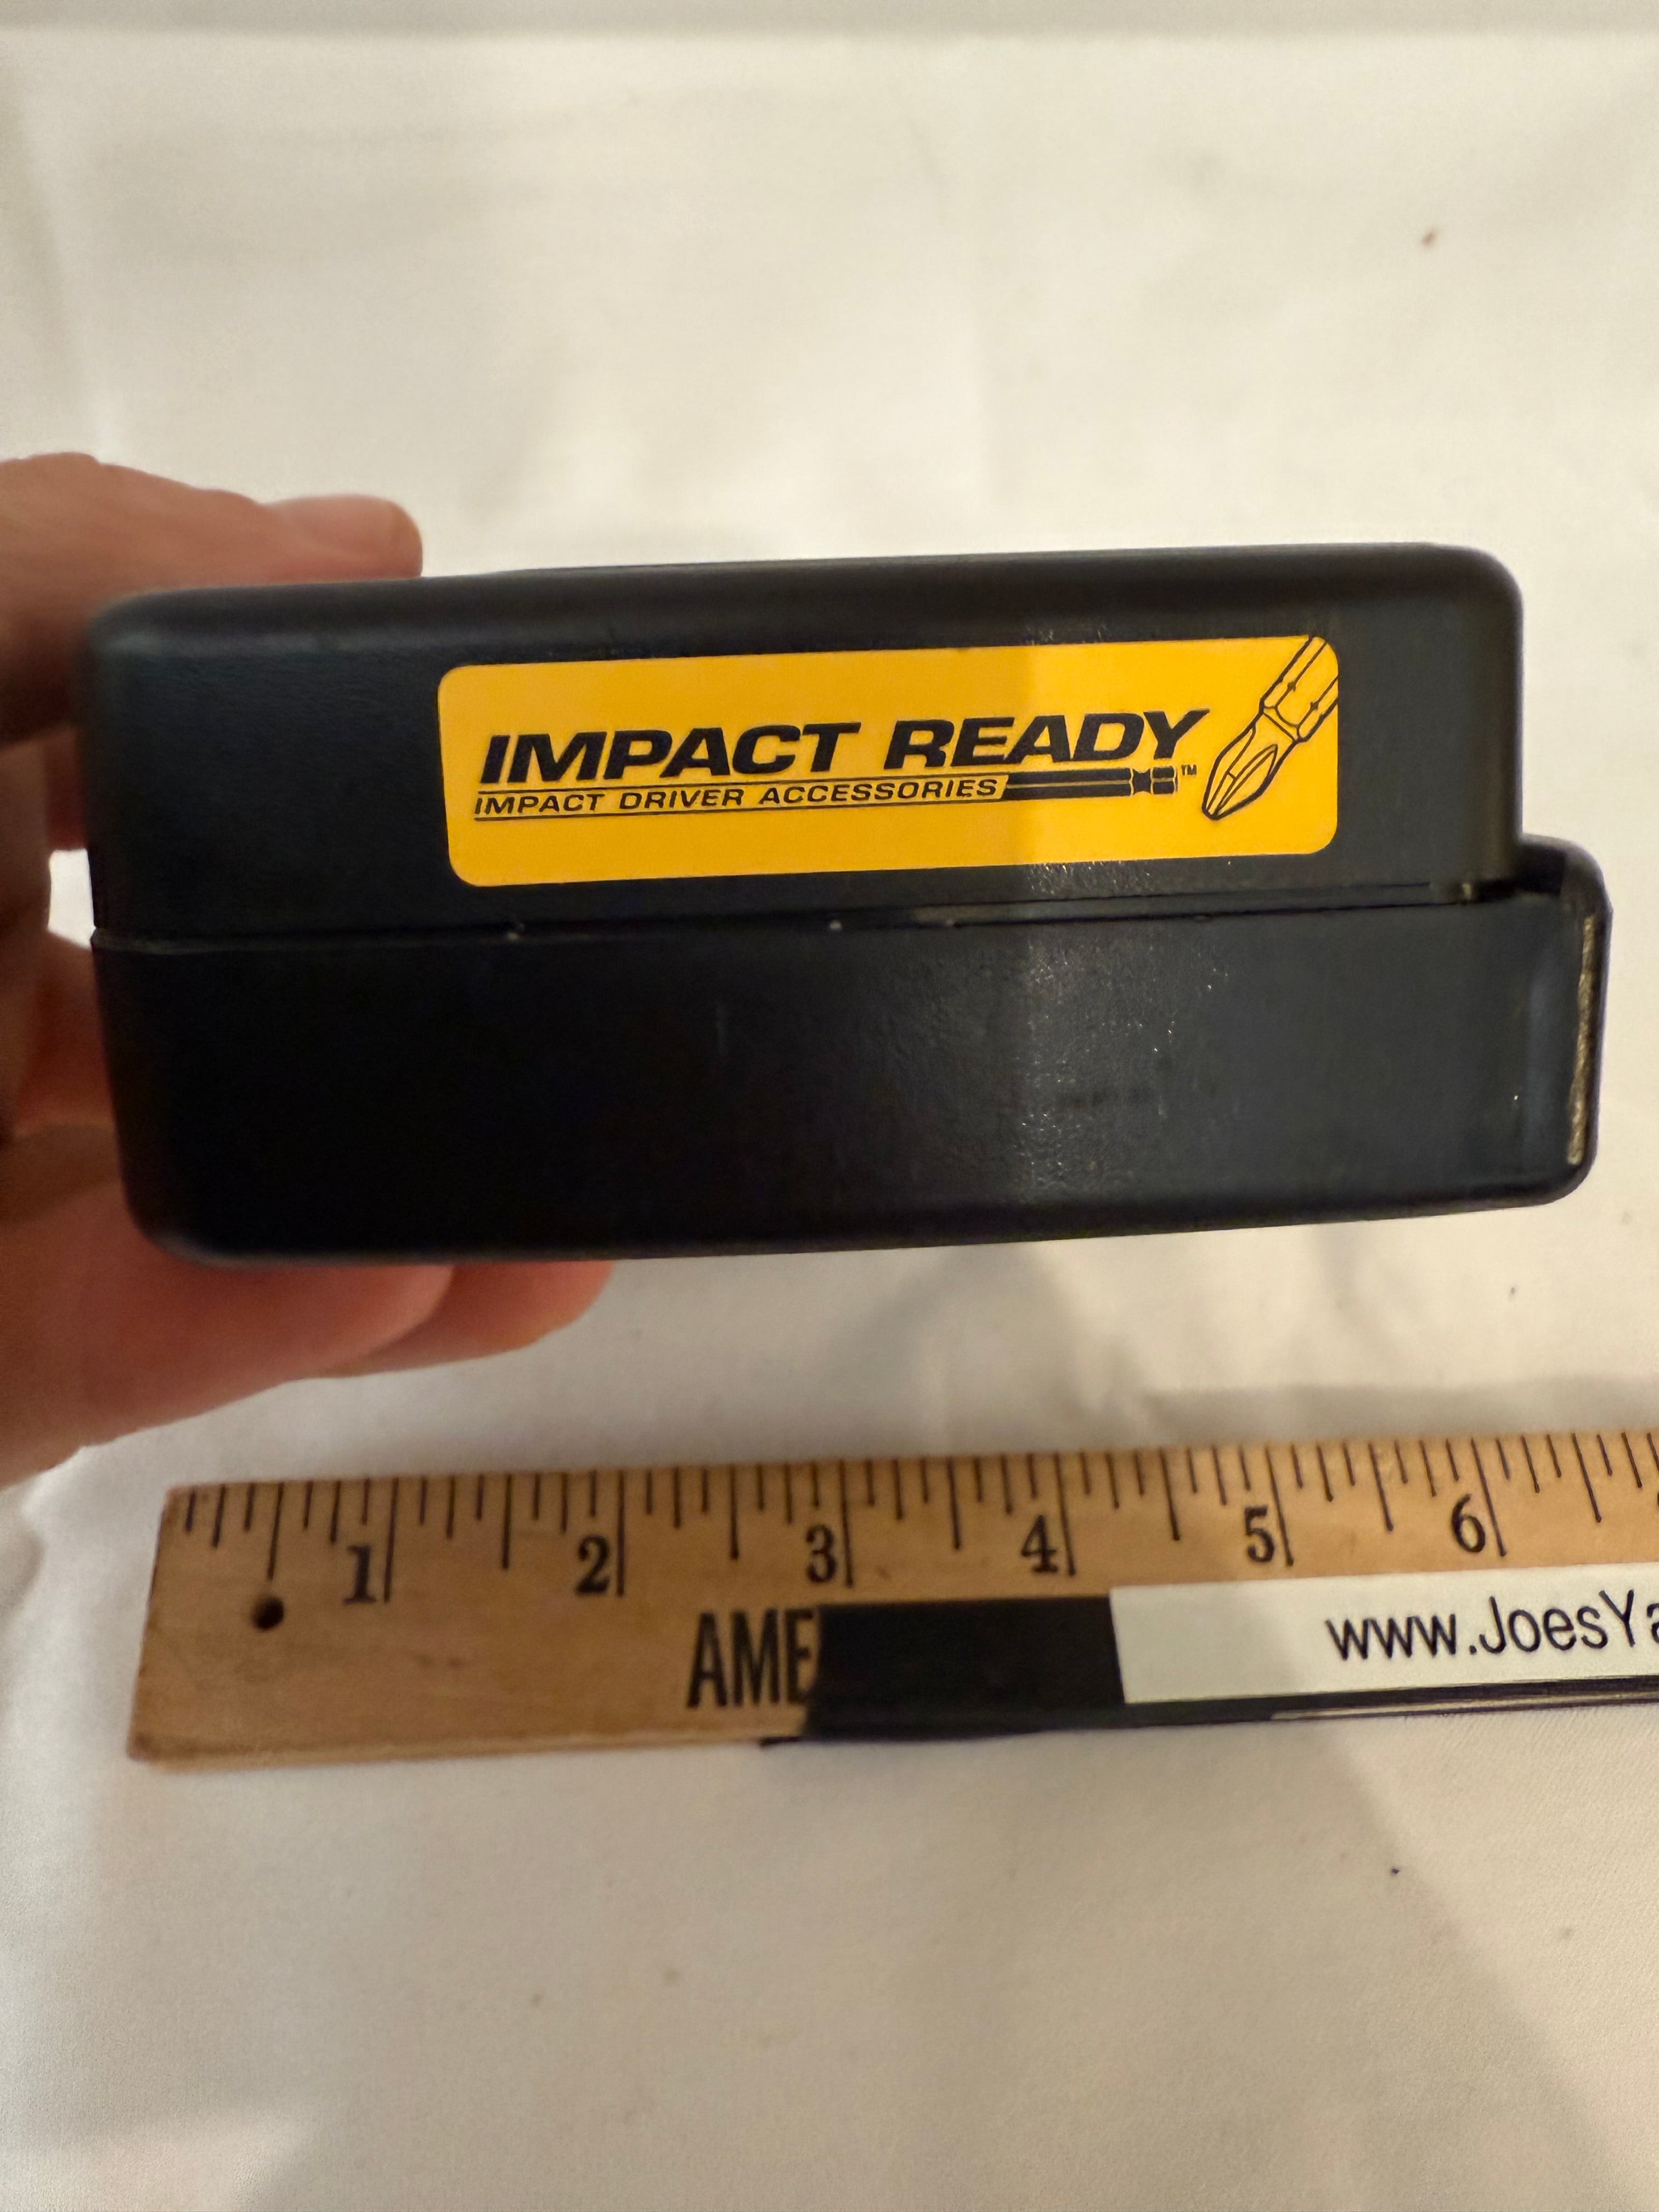 IMPACT READY
IMPACT DRIVER ACCESSORIES ™
1 2 3 4 5 6
AME
www.JoesYa